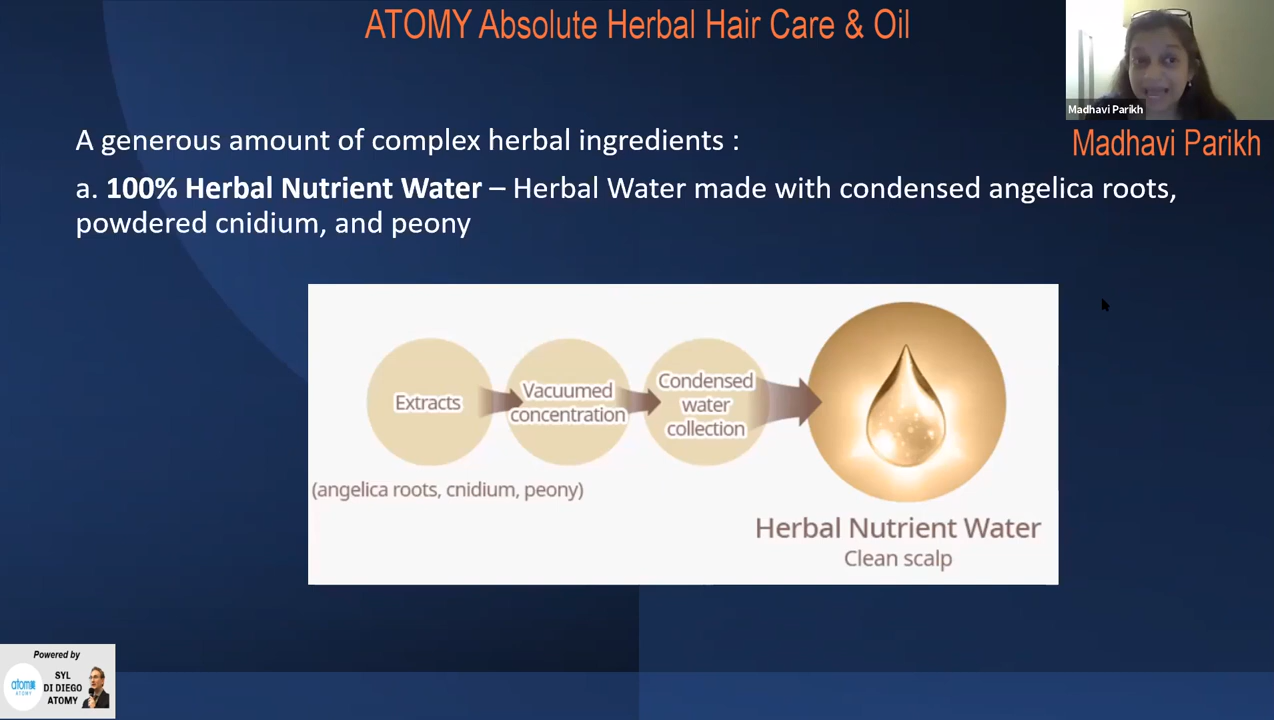 ATOMY Absolute Herbal Hair Care & Oil
Madhavi Parikh
Madhavi Parikh
A generous amount of complex herbal ingredients :
a. 100% Herbal Nutrient Water – Herbal Water made with condensed angelica roots,
powdered cnidium, and peony
Extracts
Vacuumed
concentration
Condensed
water
collection
(angelica roots, cnidium, peony)
Herbal Nutrient Water
Clean scalp
Powered by
atomy
ATOMY
SYL
DI DIEGO
ATOMY